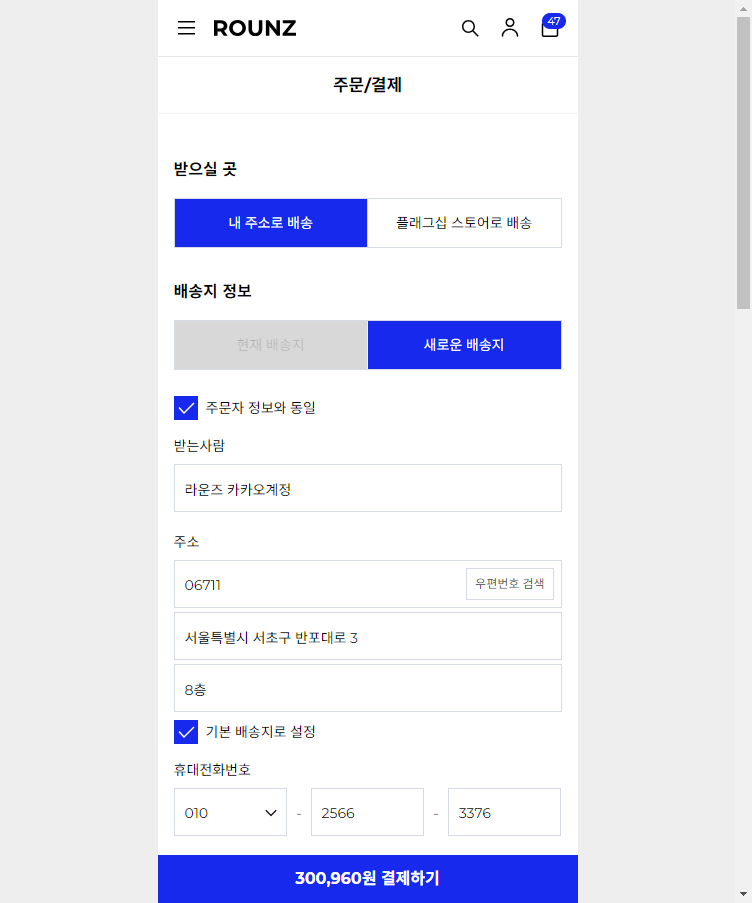 ROUNZ
47
주문/결제
받으실 곳
내 주소로 배송 플래그십 스토어로 배송
배송지 정보
현재 배송지 새로운 배송지
주문자 정보와 동일
받는사람
라운즈 카카오계정
주소
06711 우편번호 검색
서울특별시 서초구 반포대로 3
8층
기본 배송지로 설정
휴대전화번호
010 - 2566 - 3376
300,960원 결제하기